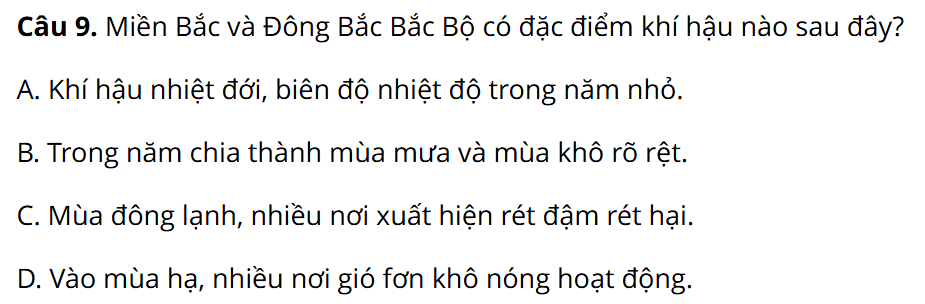 Câu 9. Miền Bắc và Đông Bắc Bắc Bộ có đặc điểm khí hậu nào sau đây?
A. Khí hậu nhiệt đới, biên độ nhiệt độ trong năm nhỏ.
B. Trong năm chia thành mùa mưa và mùa khô rõ rệt.
C. Mùa đông lạnh, nhiều nơi xuất hiện rét đậm rét hại.
D. Vào mùa hạ, nhiều nơi gió fơn khô nóng hoạt động.